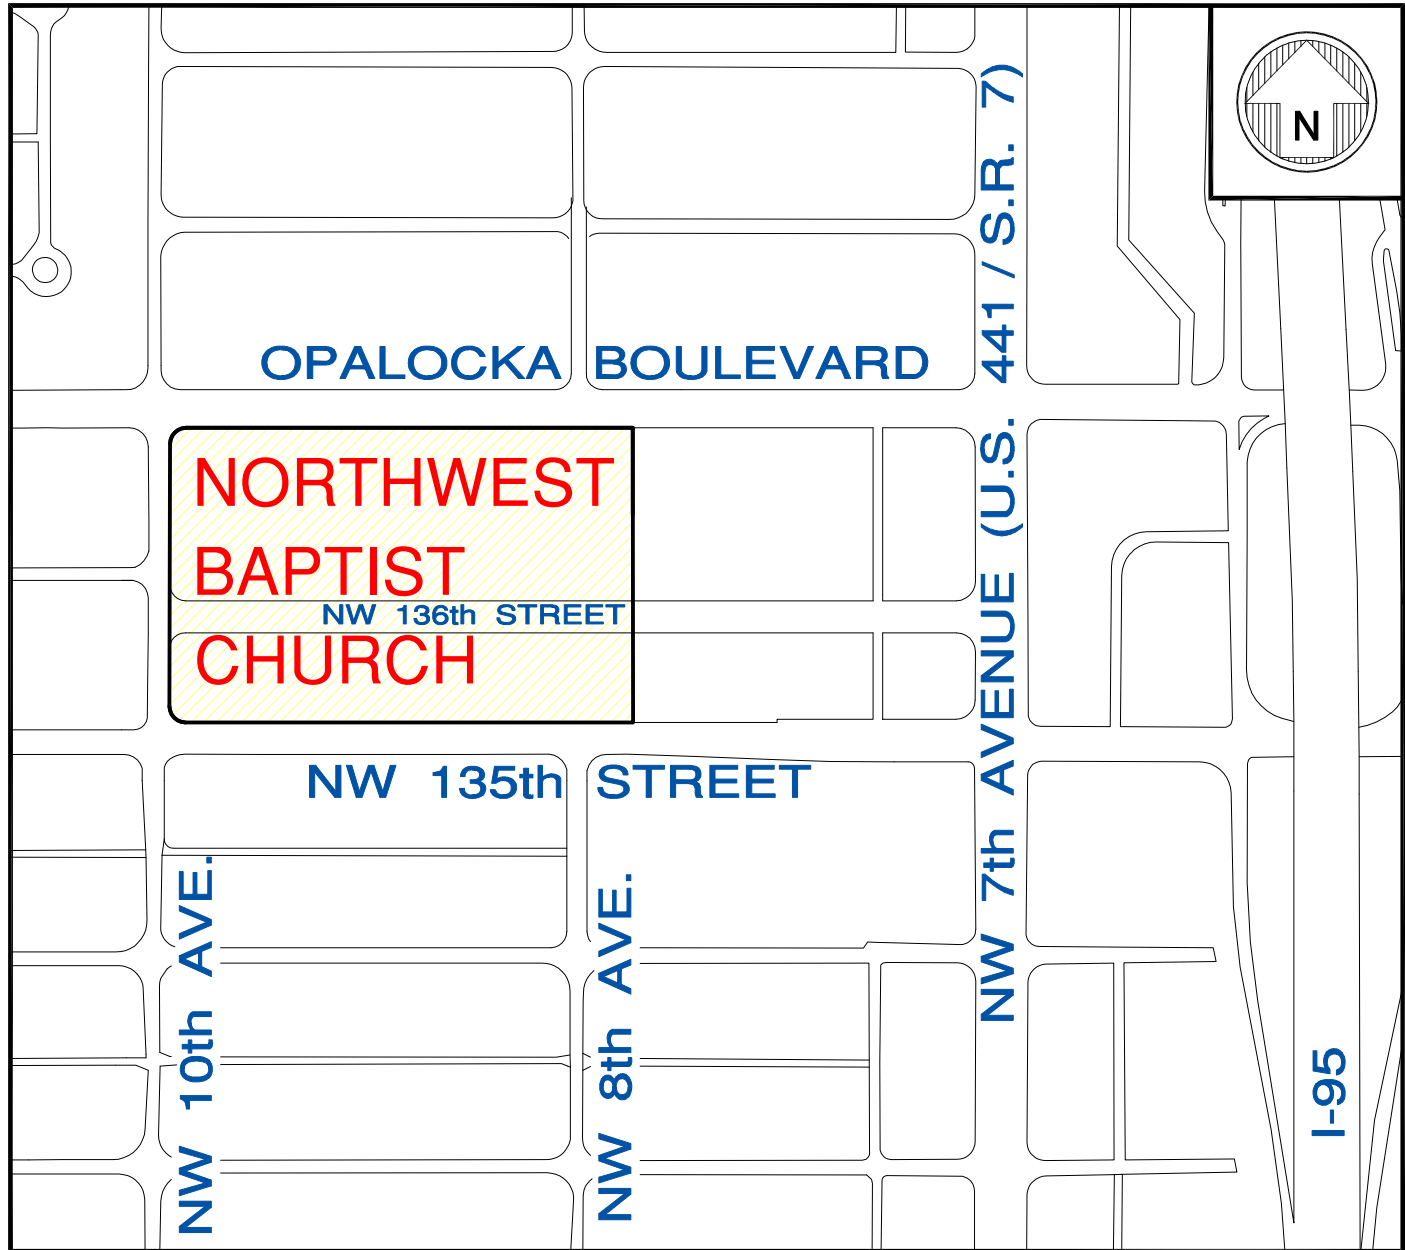 N
OPALOCKA BOULEVARD
NORTHWEST
BAPTIST
NW 136th STREET
CHURCH
NW 135th STREET
NW 10th AVE.
NW 8th AVE.
NW 7th AVENUE (U.S. 441 / S.R. 7)
I-95